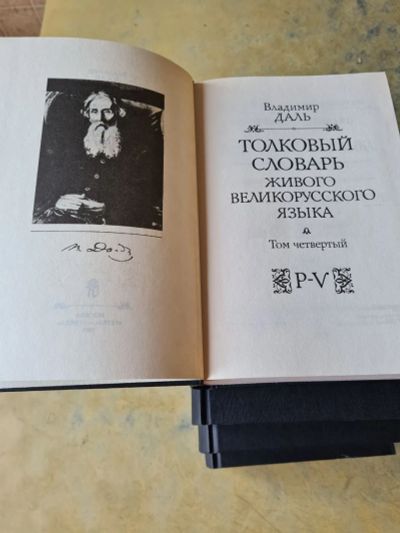 Владимир
ДАЛЬ
ТОЛКОВЫЙ
СЛОВАРЬ
ЖИВОГО
ВЕЛИКОРУССКОГО
ЯЗЫКА
Том четвертый
P-V